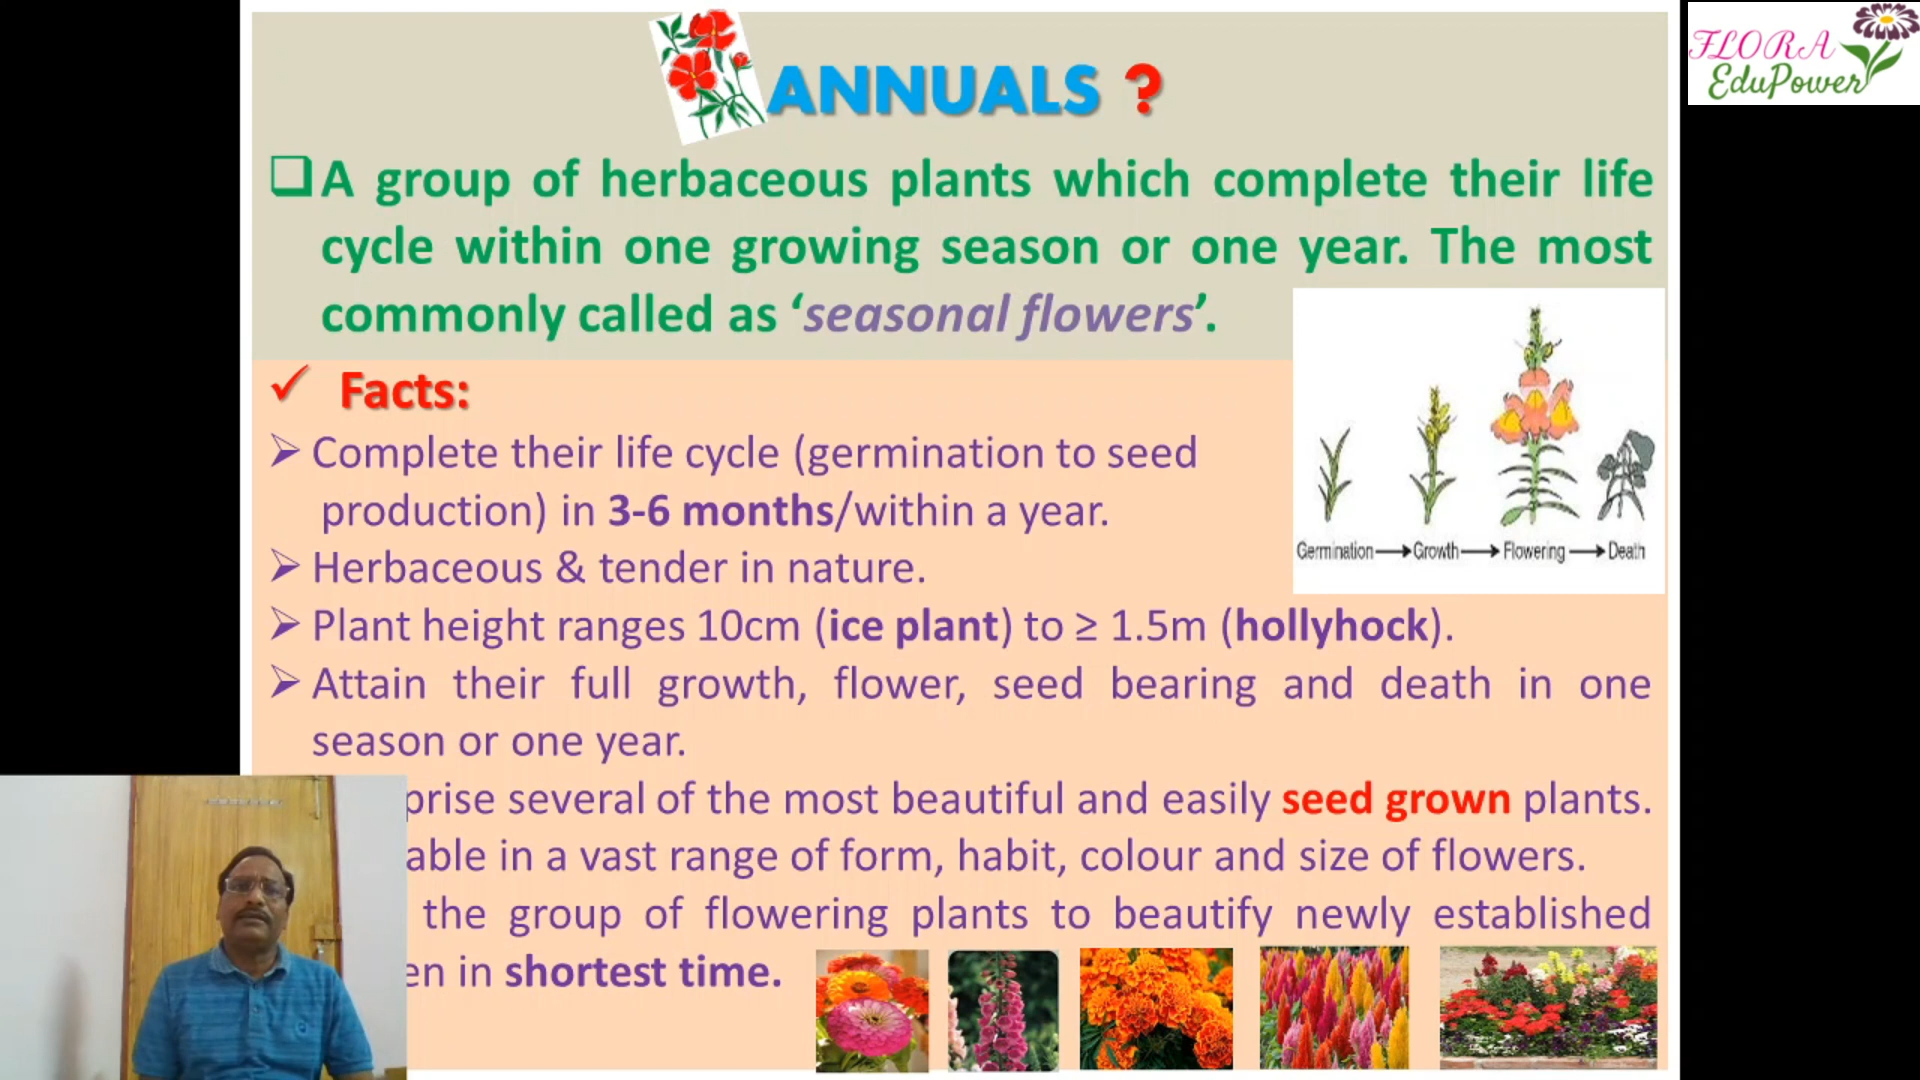 FLORA
EduPower
ANNUALS ?
❑A group of herbaceous plants which complete their life
cycle within one growing season or one year. The most
commonly called as ‘seasonal flowers’.
✓ Facts:
➢ Complete their life cycle (germination to seed
production) in 3-6 months/within a year.
➢ Herbaceous & tender in nature.
➢ Plant height ranges 10cm (ice plant) to ≥ 1.5m (hollyhock).
➢ Attain their full growth, flower, seed bearing and death in one
season or one year.
prise several of the most beautiful and easily seed grown plants.
able in a vast range of form, habit, colour and size of flowers.
the group of flowering plants to beautify newly established
en in shortest time.
Germination→Growth→Flowering→Death